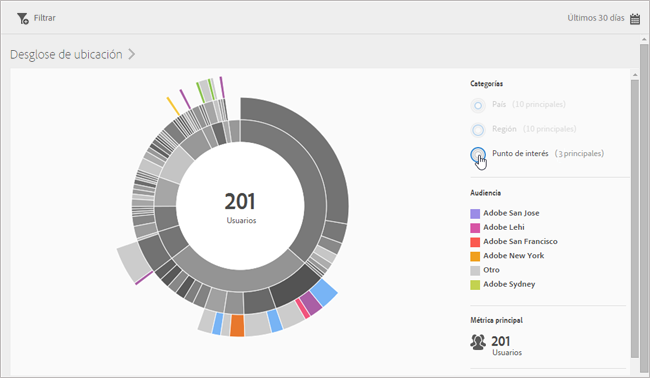 Filtrar
Últimos 30 días
Desglose de ubicación
201
Usuarios
Categorías
País (10 principales)
Región (10 principales)
Punto de interés (3 principales)
Audiencia
Adobe San Jose
Adobe Lehi
Adobe San Francisco
Adobe New York
Otro
Adobe Sydney
Métrica principal
201
Usuarios